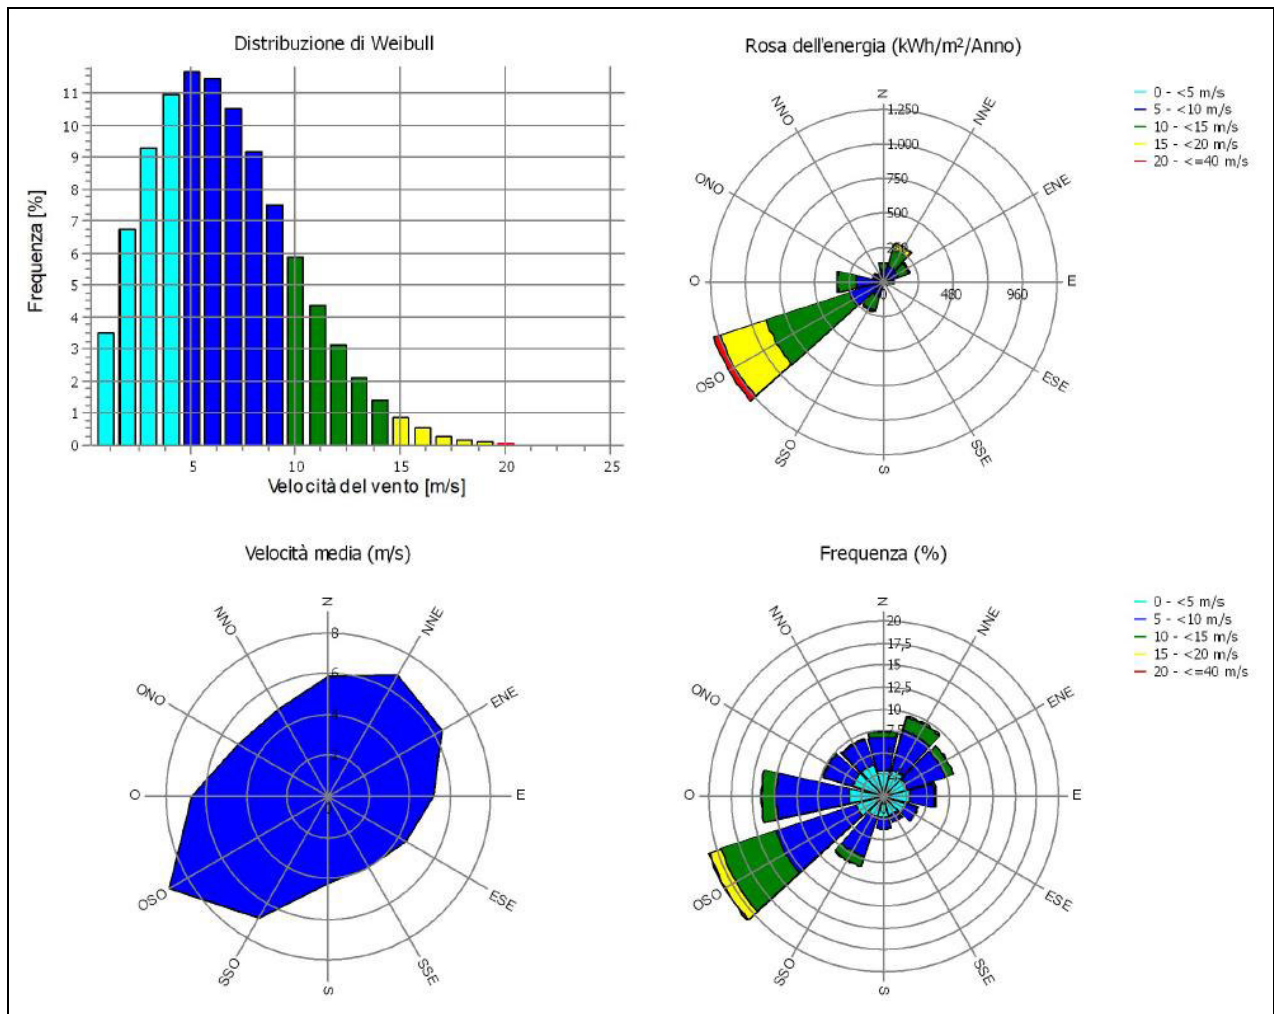 Distribuzione di Weibull
Frequenza [%]
11
10
9
8
7
6
5
4
3
2
1
0
5
10
15
20
25
Velocità del vento [m/s]
Rosa dell'energia (kWh/m²/Anno)
N
NNE
ENE
E
ESE
SSE
S
SSO
OSO
O
ONO
NNO
1.250
1.000
750
500
0
480
960
0 - <5 m/s
5 - <10 m/s
10 - <15 m/s
15 - <20 m/s
20 - <=40 m/s
Velocità media (m/s)
N
NNE
ENE
E
ESE
SSE
S
SSO
OSO
O
ONO
NNO
8
6
4
Frequenza (%)
N
NNE
ENE
E
ESE
SSE
S
SSO
OSO
O
ONO
NNO
20
17,5
15
12,5
10
0 - <5 m/s
5 - <10 m/s
10 - <15 m/s
15 - <20 m/s
20 - <=40 m/s